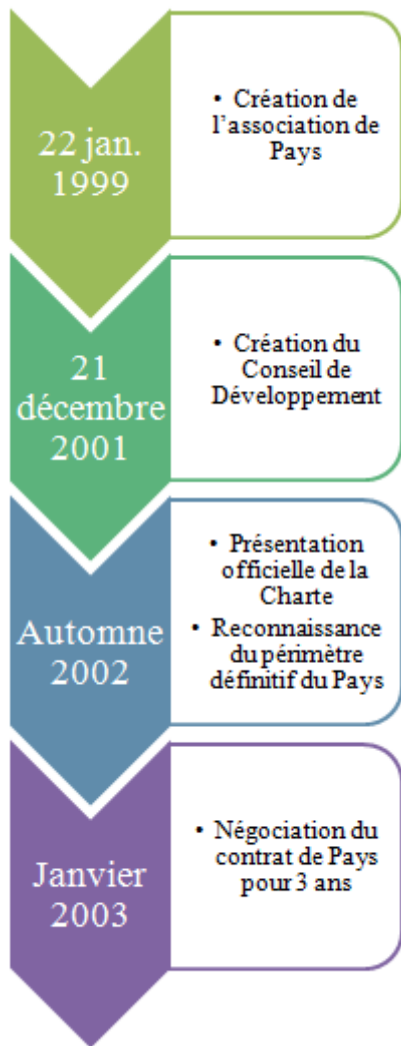 22 jan.
1999
• Création de
l'association de
Pays
21
décembre
2001
• Création du
Conseil de
Développement
Automne
2002
• Présentation
officielle de la
Charte
• Reconnaissance
du périmètre
définitif du Pays
Janvier
2003
• Négociation du
contrat de Pays
pour 3 ans